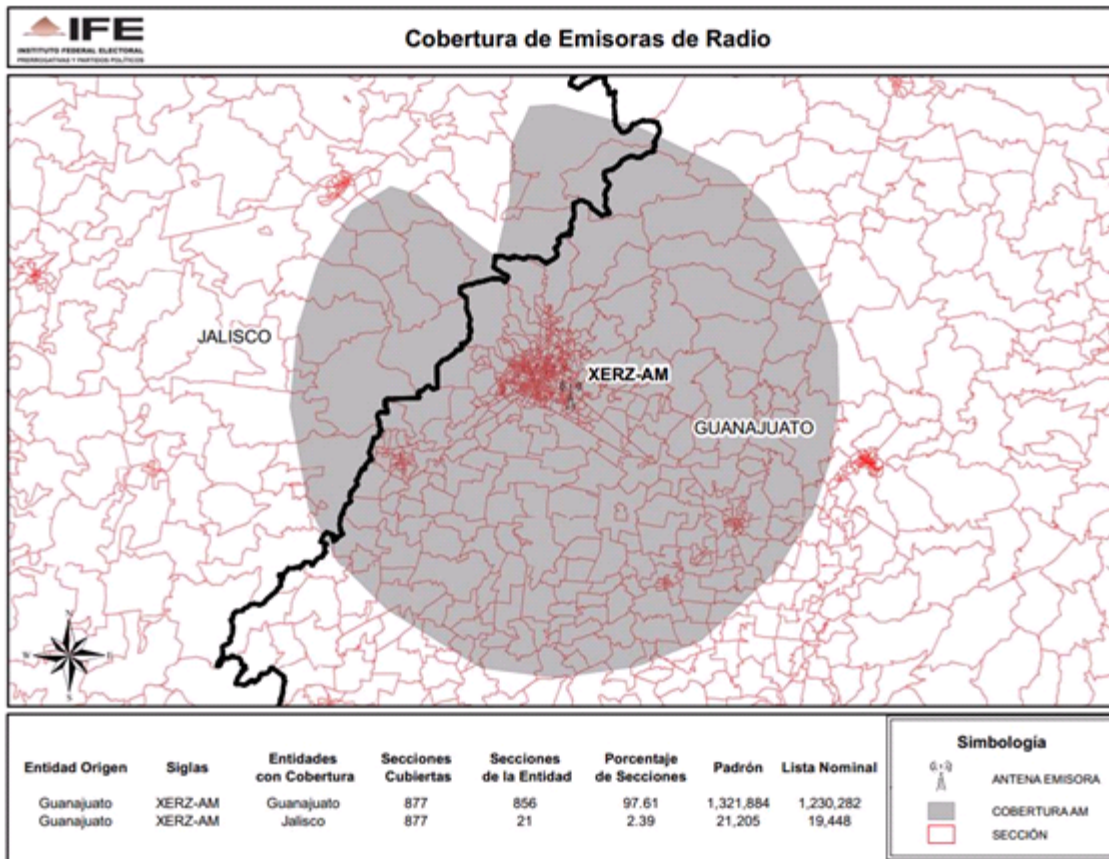 IFE
INSTITUTO FEDERAL ELECTORAL
PRERROGATIVAS Y PARTIDOS POLÍTICOS
Cobertura de Emisoras de Radio
JALISCO
XERZ-AM
GUANAJUATO
N
W E
S
Entidad Origen Siglas Entidades con Cobertura Secciones Cubiertas Secciones de la Entidad Porcentaje de Secciones Padrón Lista Nominal
Guanajuato XERZ-AM Guanajuato 877 856 97.61 1,321,884 1,230,282
Guanajuato XERZ-AM Jalisco 877 21 2.39 21,205 19,448
Simbología
ANTENA EMISORA
COBERTURA AM
SECCIÓN